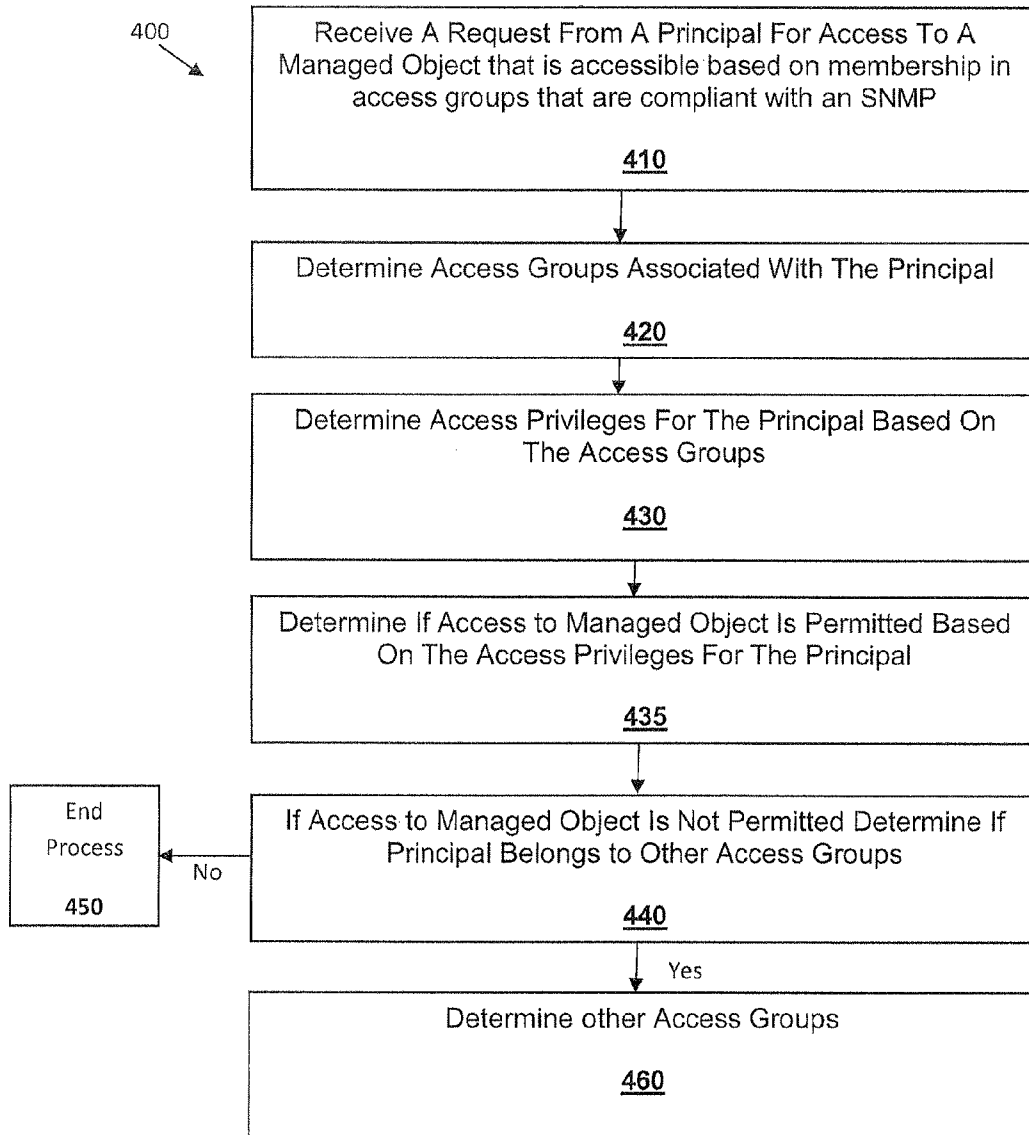 400
Receive A Request From A Principal For Access To A
Managed Object that is accessible based on membership in
access groups that are compliant with an SNMP
410
Determine Access Groups Associated With The Principal
420
Determine Access Privileges For The Principal Based On
The Access Groups
430
Determine If Access to Managed Object Is Permitted Based
On The Access Privileges For The Principal
435
If Access to Managed Object Is Not Permitted Determine If
Principal Belongs to Other Access Groups
440
No
End
Process
450
Yes
Determine other Access Groups
460